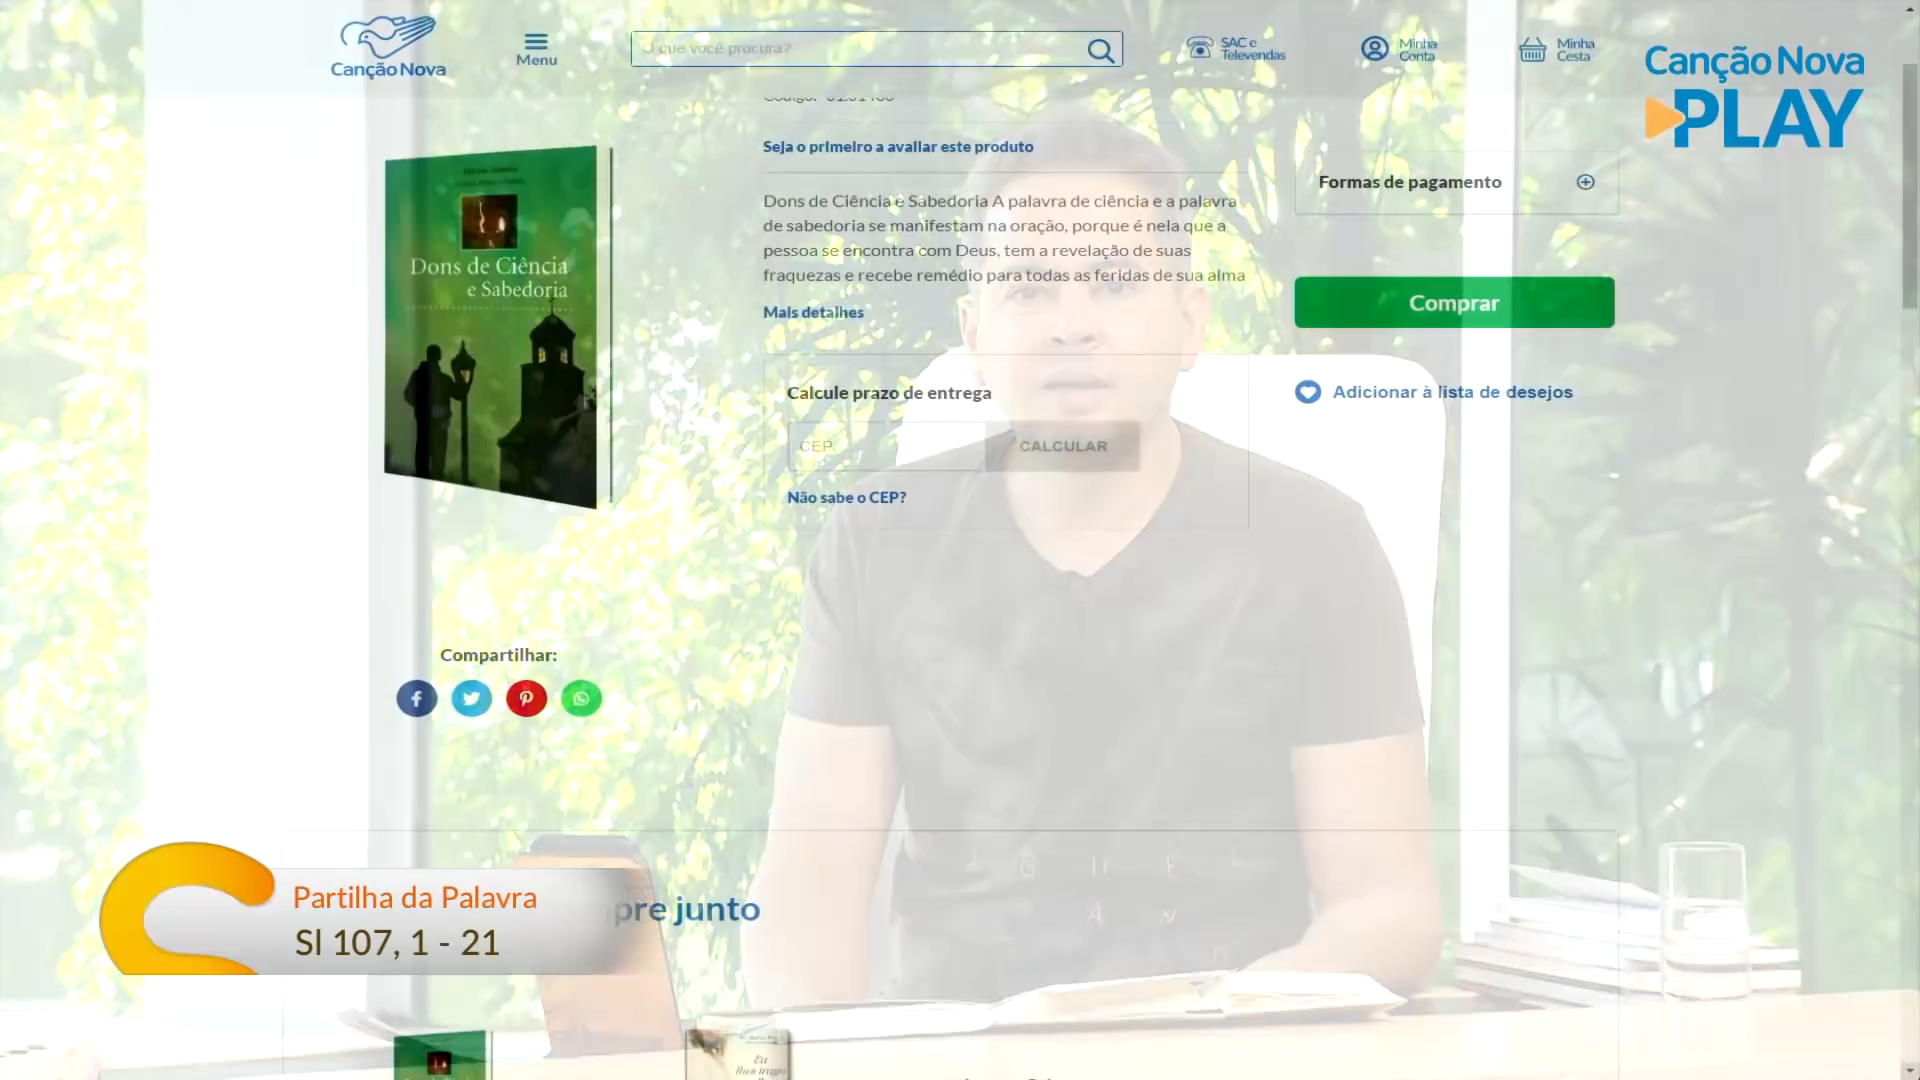 Canção Nova
Menu
O que você procura?
SAC e
Televendas
Minha
Conta
Minha
Cesta
Canção Nova
PLAY
Seja o primeiro a avaliar este produto
Formas de pagamento
Dons de Ciência e Sabedoria A palavra de ciência e a palavra
de sabedoria se manifestam na oração, porque é nela que a
pessoa se encontra com Deus, tem a revelação de suas
fraquezas e recebe remédio para todas as feridas de sua alma
Mais detalhes
Dons de Ciência
e Sabedoria
Comprar
Calcule prazo de entrega
Adicionar à lista de desejos
CEP
CALCULAR
Não sabe o CEP?
Compartilhar:
pre junto
Partilha da Palavra
Sl 107, 1 - 21
Eu
lhes trago